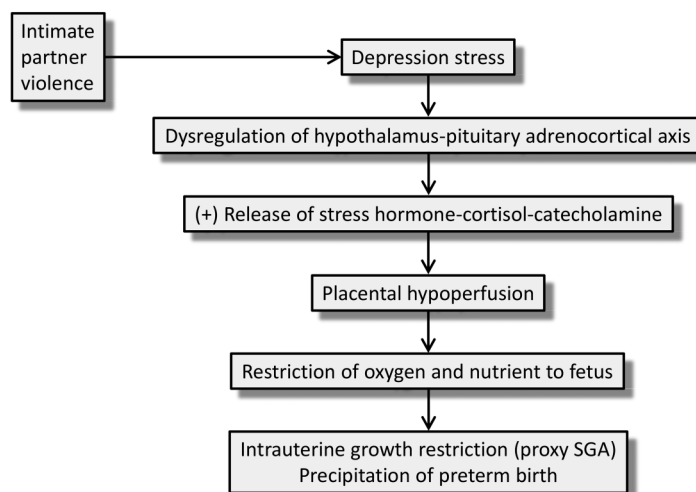 Intimate
partner
violence
Depression stress
Dysregulation of hypothalamus-pituitary adrenocortical axis
(+) Release of stress hormone-cortisol-catecholamine
Placental hypoperfusion
Restriction of oxygen and nutrient to fetus
Intrauterine growth restriction (proxy SGA)
Precipitation of preterm birth